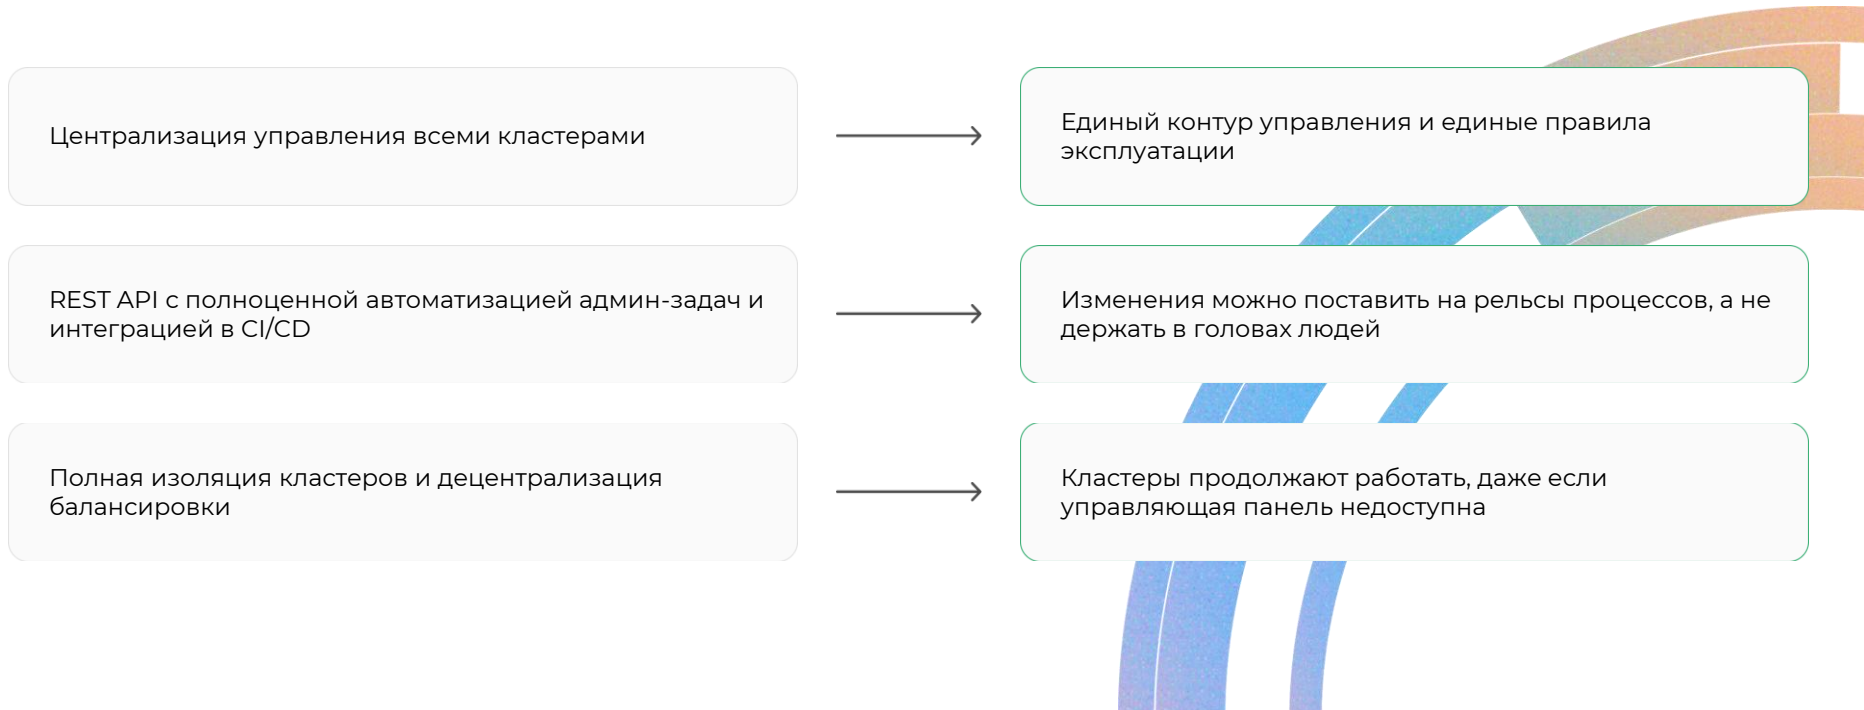 Централизация управления всеми кластерами
Единый контур управления и единые правила
эксплуатации
REST API с полноценной автоматизацией админ-задач и
интеграцией в CI/CD
Изменения можно поставить на рельсы процессов, а не
держать в головах людей
Полная изоляция кластеров и децентрализация
балансировки
Кластеры продолжают работать, даже если
управляющая панель недоступна